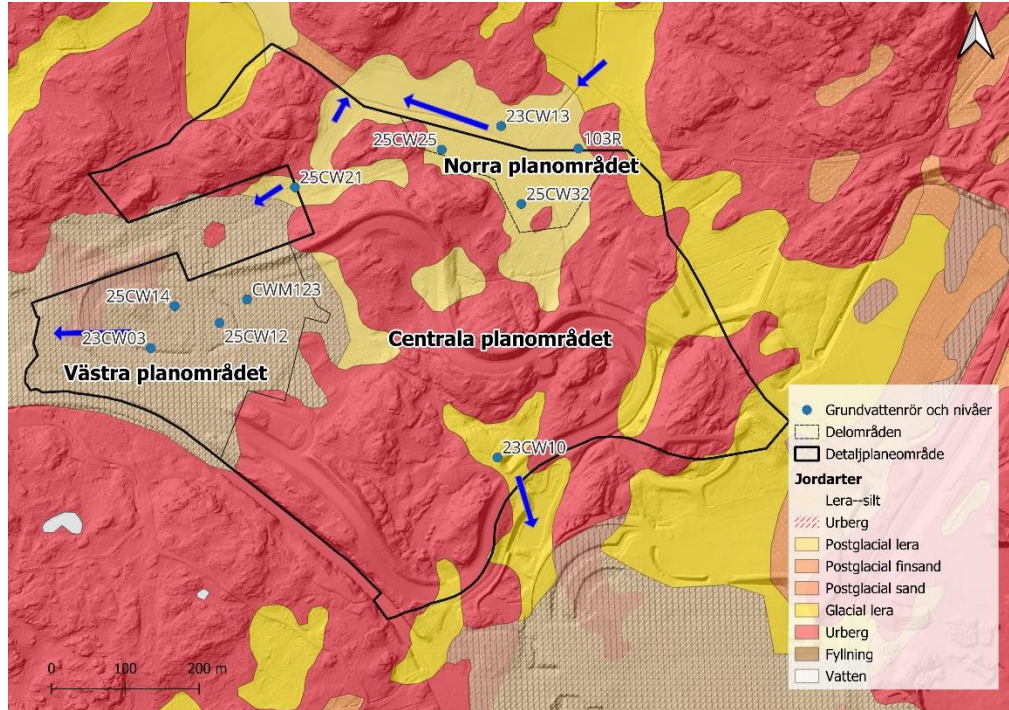 23CW13
103R
25CW25
Norra planområdet
25CW21
25CW32
CWM123
25CW14
25CW12
23CW03
Centrala planområdet
Västra planområdet
23CW10
0 100 200 m
Grundvattenrör och nivåer
Delområden
Detaljplaneområde
Jordarter
Lera--silt
Urberg
Postglacial lera
Postglacial finsand
Postglacial sand
Glacial lera
Urberg
Fyllning
Vatten